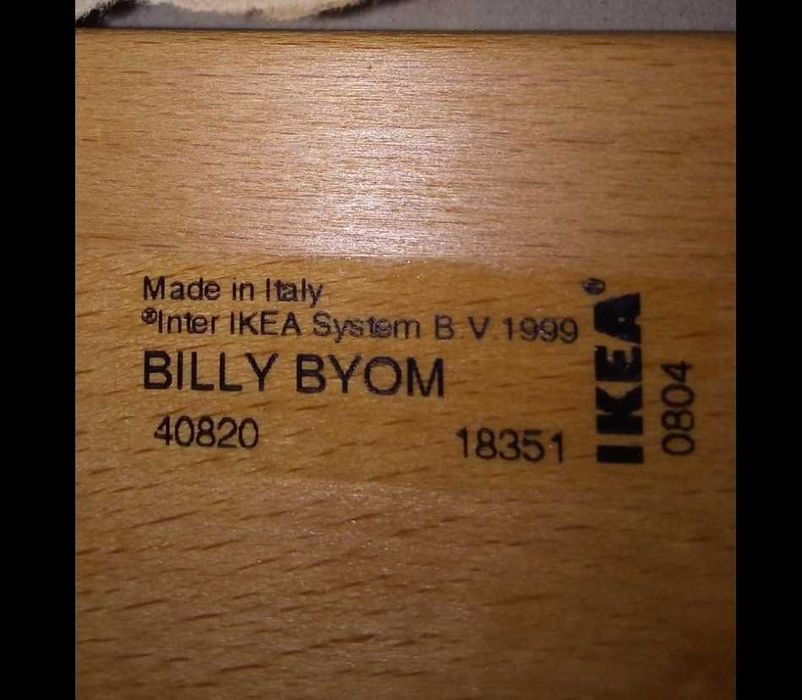 Made in Italy
®Inter IKEA System B.V.1999
BILLY BYOM
40820 18351
IKEA®
0804